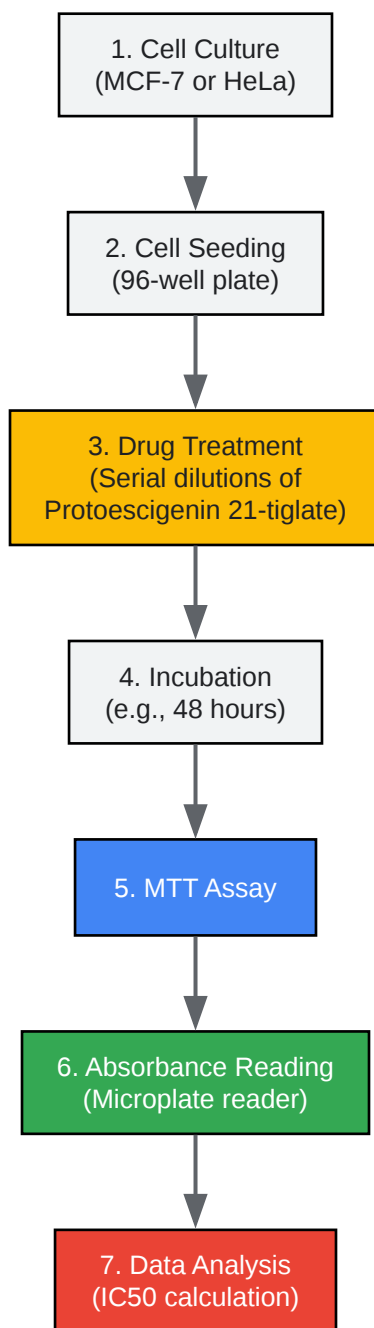 1. Cell Culture
(MCF-7 or HeLa)
2. Cell Seeding
(96-well plate)
3. Drug Treatment
(Serial dilutions of
Protoescigenin 21-tiglate)
4. Incubation
(e.g., 48 hours)
5. MTT Assay
6. Absorbance Reading
(Microplate reader)
7. Data Analysis
(IC50 calculation)